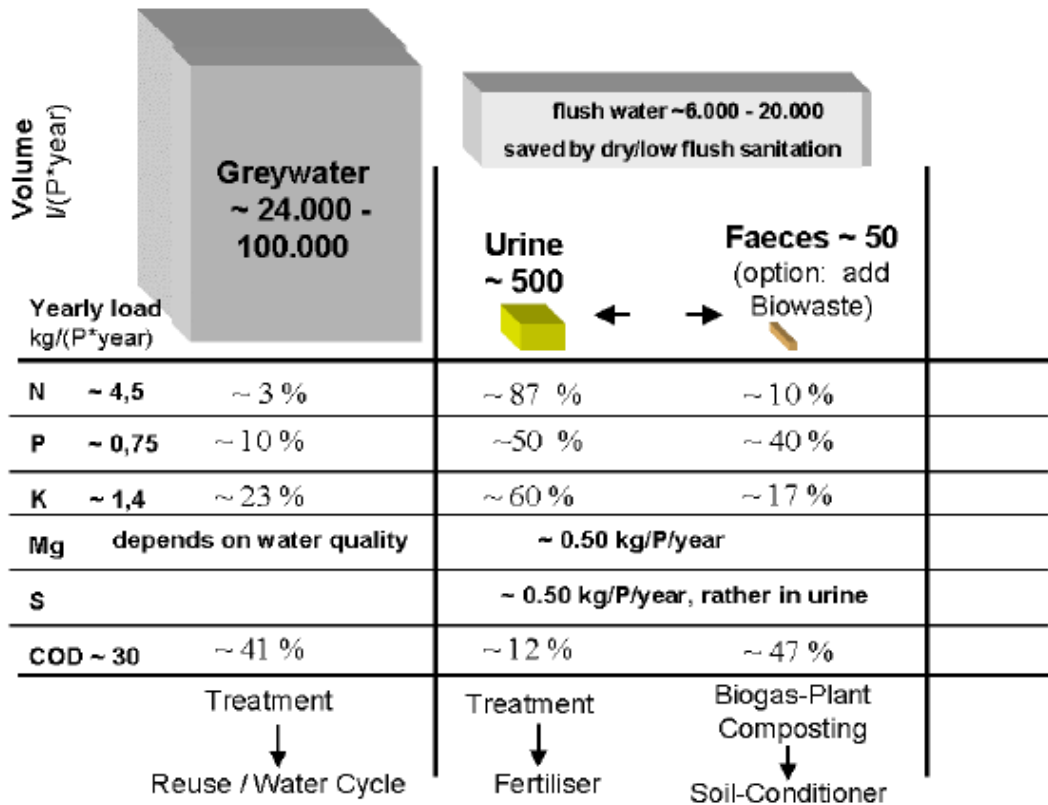 Volume
l/(P*year)
Greywater
~ 24.000 -
100.000
flush water ~6.000 - 20.000
saved by dry/low flush sanitation
Urine
~ 500
Faeces ~ 50
(option: add
Biowaste)
Yearly load
kg/(P*year)
N ~ 4,5 ~ 3 % ~ 87 % ~ 10 %
P ~ 0,75 ~ 10 % ~50 % ~ 40 %
K ~ 1,4 ~ 23 % ~ 60 % ~ 17 %
Mg depends on water quality ~ 0.50 kg/P/year
S ~ 0.50 kg/P/year, rather in urine
COD ~ 30 ~ 41 % ~ 12 % ~ 47 %
Treatment
Reuse / Water Cycle
Treatment
Fertiliser
Biogas-Plant
Composting
Soil-Conditioner